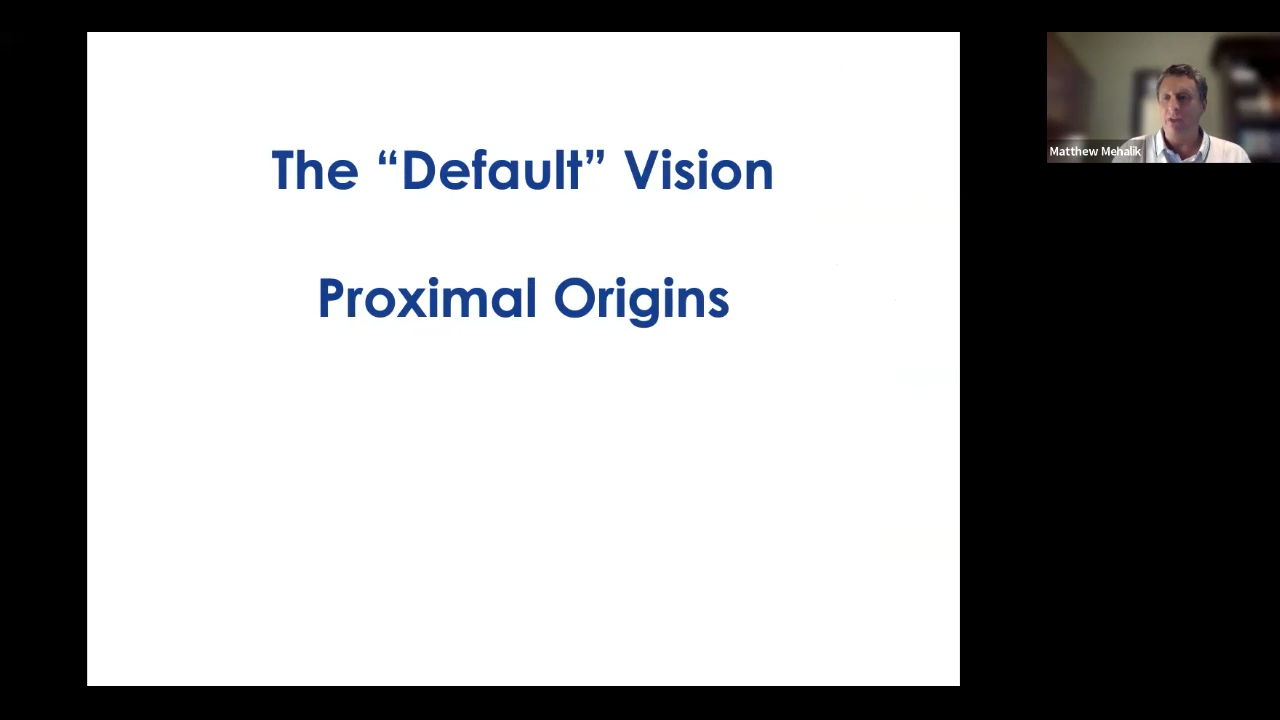 The “Default” Vision
Proximal Origins
Matthew Mehalik